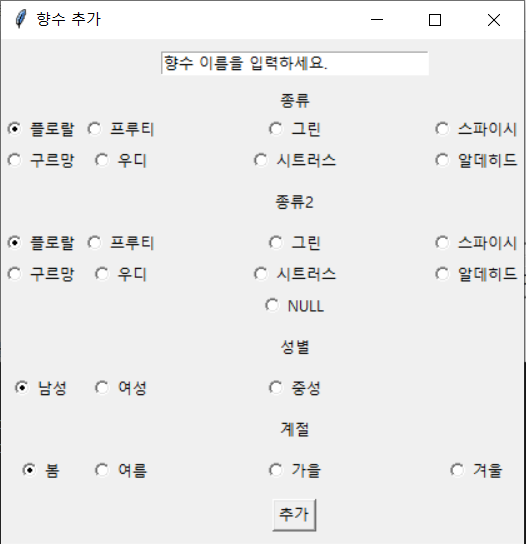 향수 추가
향수 이름을 입력하세요.
종류
플로랄 프루티 그린 스파이시
구르망 우디 시트러스 알데히드
종류2
플로랄 프루티 그린 스파이시
구르망 우디 시트러스 알데히드
NULL
성별
남성 여성 중성
계절
봄 여름 가을 겨울
추가